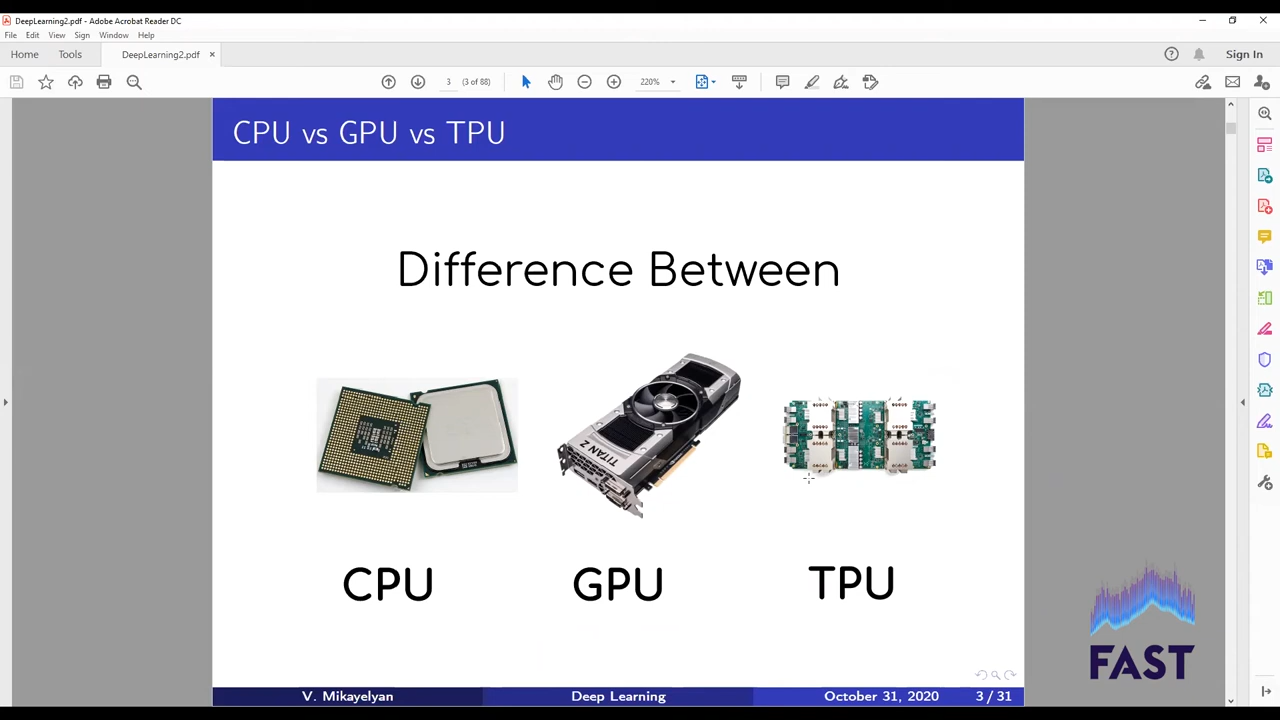 DeepLearning2.pdf - Adobe Acrobat Reader DC
File Edit View Sign Window Help
Home Tools DeepLearning2.pdf × Sign In
3 (3 of 88) 220%
CPU vs GPU vs TPU
Difference Between
TITAN Z
CPU GPU TPU
FAST
V. Mikayelyan Deep Learning October 31, 2020 3 / 31